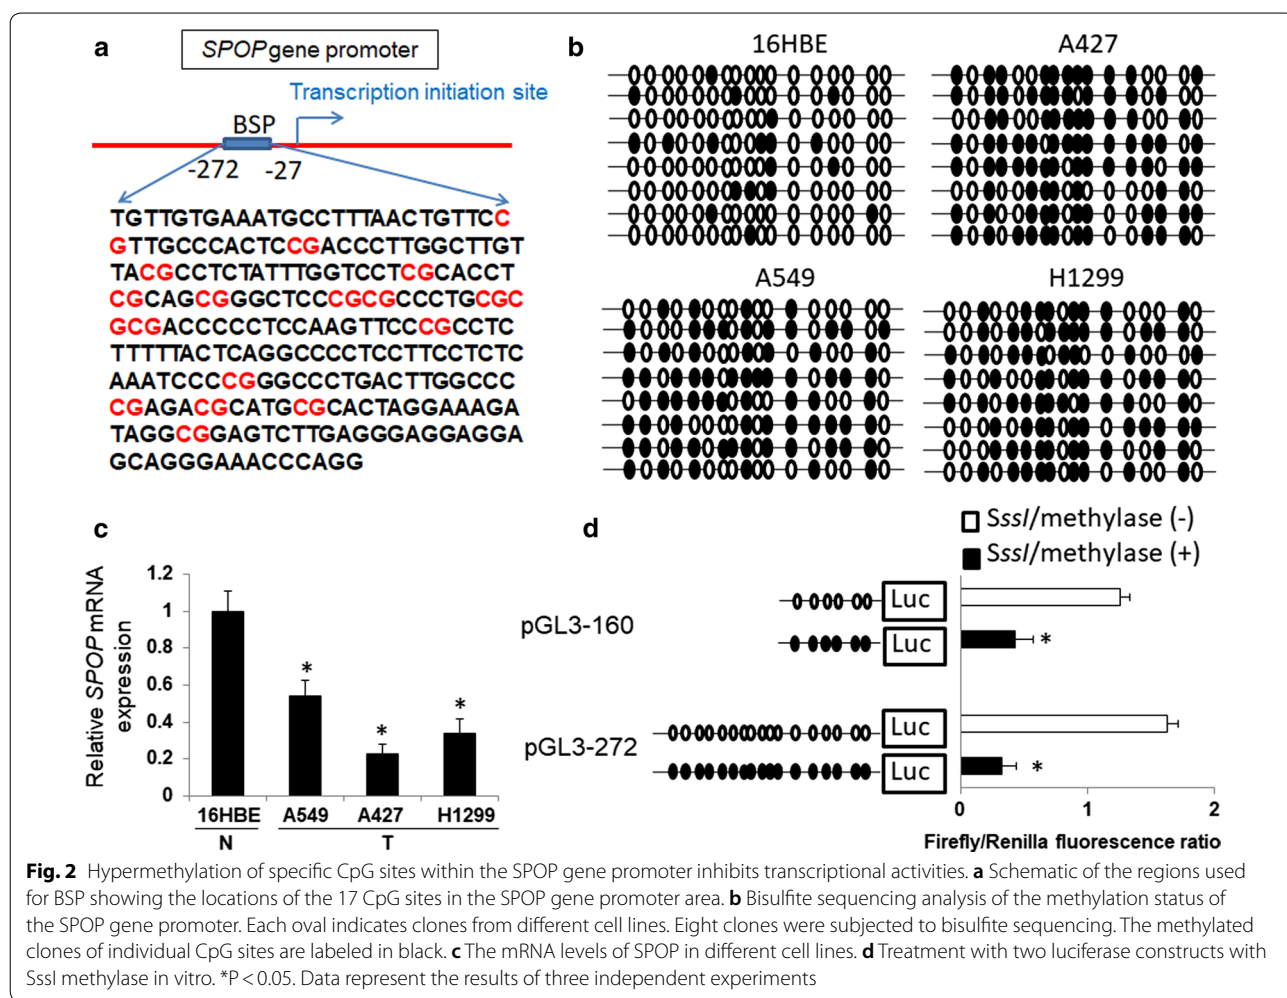 a
SPOP gene promoter
Transcription initiation site
BSP
-272 -27
TGTTGTGAAATGCCTTTAACTGTTCC
GTTGCCCACTCCGACCCTTGGCTTGT
TACGCCTCTATTTGGTCCTCGCACCT
CGCAGCGGGCTCCCGCGCCCTGCGC
GCGACCCCCTCCAAGTTCCCGCCTC
TTTTTACTCAGGCCCCTCCTTCCTCTC
AAATCCCCGGGCCCTGACTTGGCCC
CGAGACGCATGCGCACTAGGAAAGA
TAGGCGGAGTCTTGAGGGAGGAGGA
GCAGGGAAACCCAGG
b
16HBE A427
A549 H1299
c
Relative SPOP mRNA
expression
1.2
1
0.8
0.6
0.4
0.2
0
* * *
16HBE A549 A427 H1299
N T
d
SssI/methylase (-)
SssI/methylase (+)
pGL3-160
Luc
Luc *
pGL3-272
Luc
Luc *
0 1 2
Firefly/Renilla fluorescence ratio
Fig. 2 Hypermethylation of specific CpG sites within the SPOP gene promoter inhibits transcriptional activities. a Schematic of the regions used
for BSP showing the locations of the 17 CpG sites in the SPOP gene promoter area. b Bisulfite sequencing analysis of the methylation status of
the SPOP gene promoter. Each oval indicates clones from different cell lines. Eight clones were subjected to bisulfite sequencing. The methylated
clones of individual CpG sites are labeled in black. c The mRNA levels of SPOP in different cell lines. d Treatment with two luciferase constructs with
SssI methylase in vitro. *P < 0.05. Data represent the results of three independent experiments